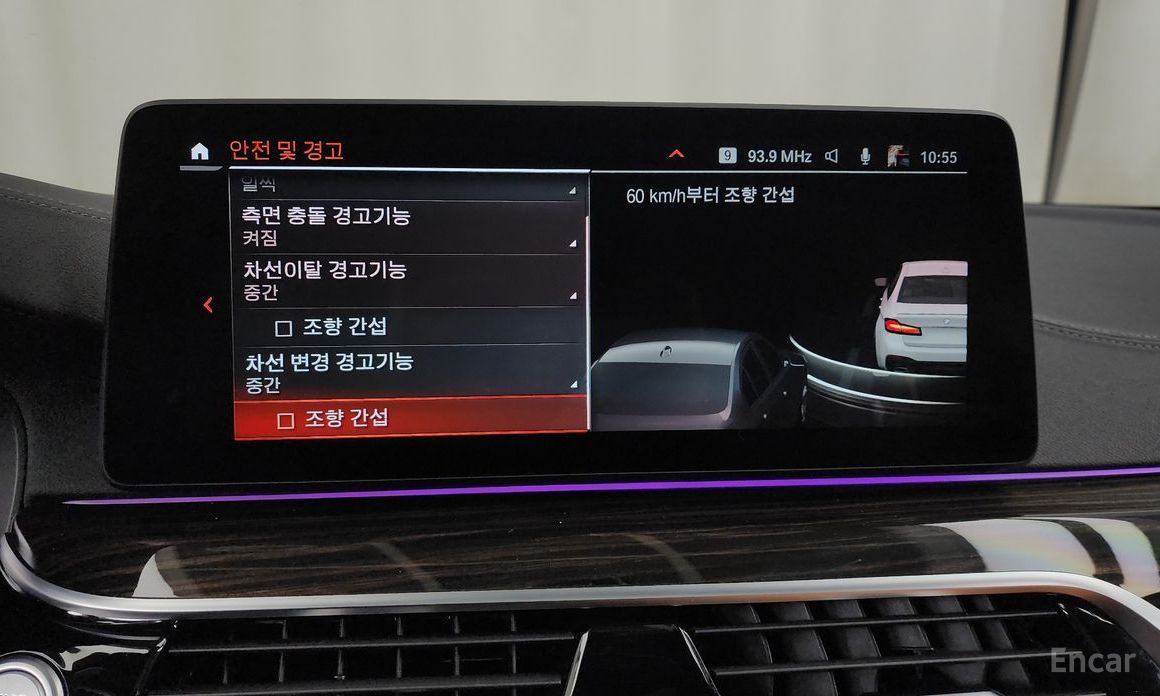 안전 및 경고
9 93.9 MHz 10:55
일찍
측면 충돌 경고기능
켜짐
차선이탈 경고기능
중간
조향 간섭
차선 변경 경고기능
중간
조향 간섭
60 km/h부터 조향 간섭
Encar